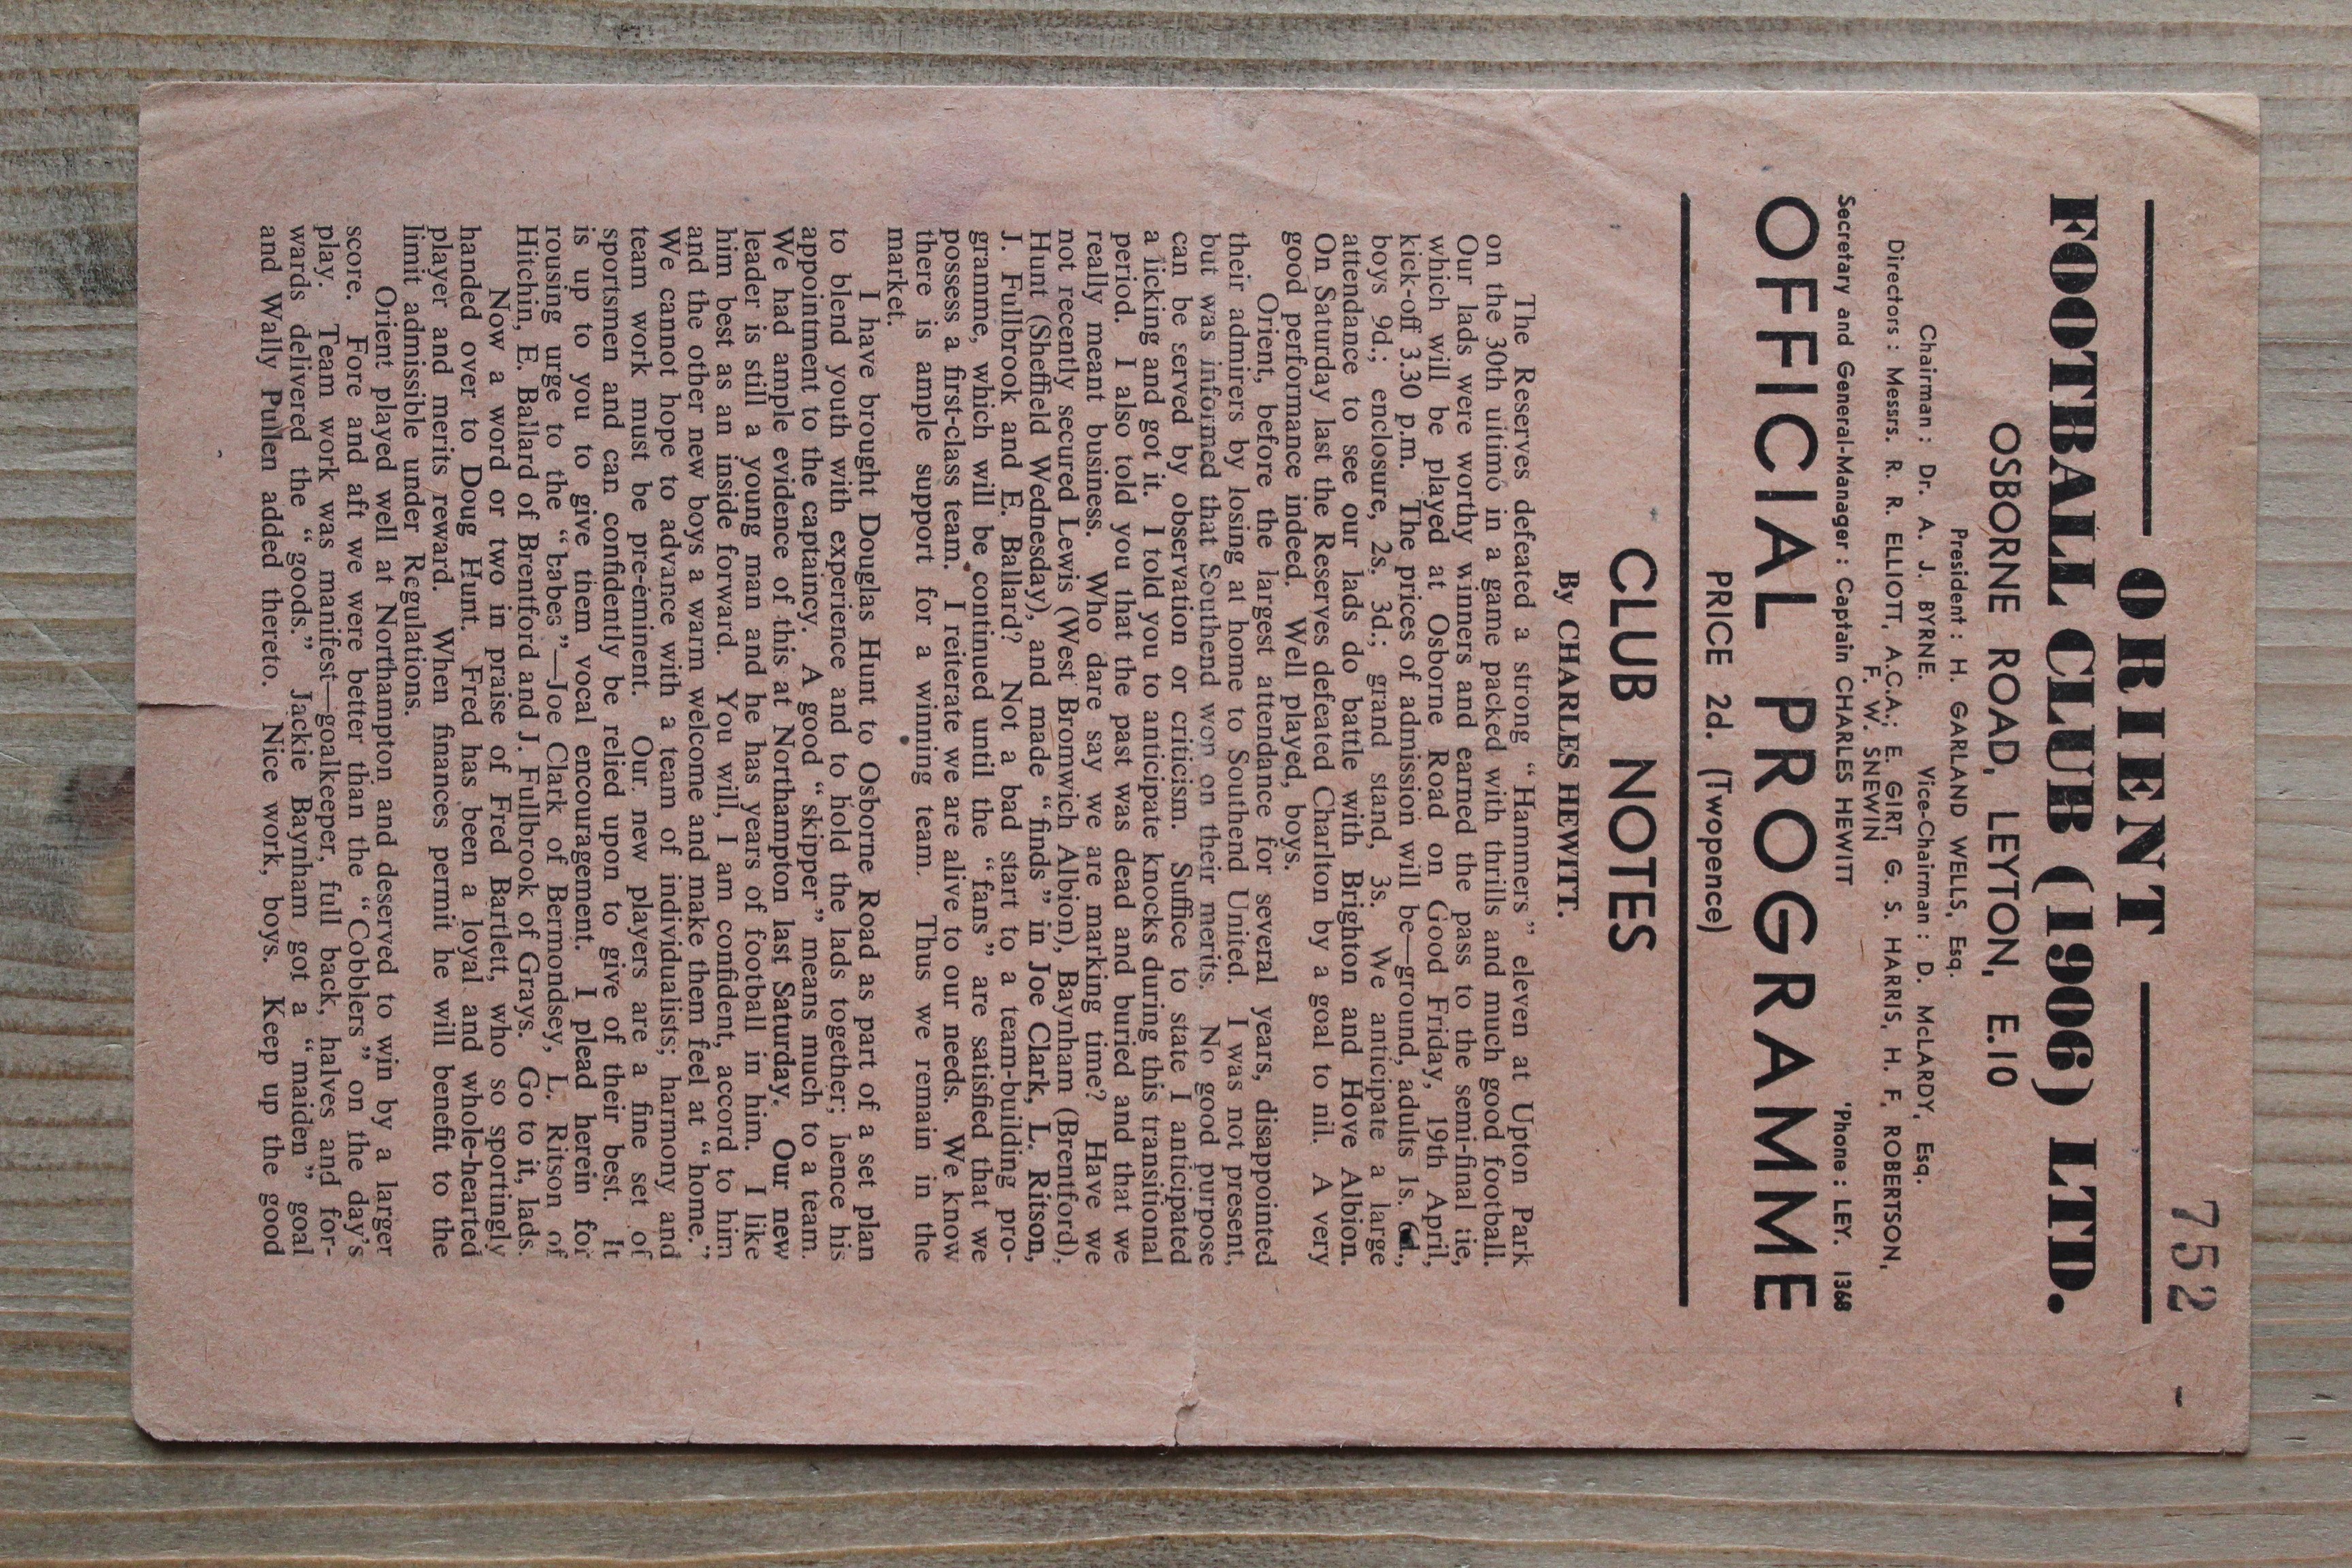 752
ORIENT
FOOTBALL CLUB (1906) LTD.
OSBORNE ROAD, LEYTON, E.10
President : H. GARLAND WELLS, Esq.
Chairman : Dr. A. J. BYRNE. Vice-Chairman : D. McLARDY, Esq.
Directors : Messrs. R. R. ELLIOTT, A.C.A.; E. GIRT, G. S. HARRIS, H. F. ROBERTSON,
F. W. SNEWIN
Secretary and General-Manager : Captain CHARLES HEWITT 'Phone : LEY. 1368
OFFICIAL PROGRAMME
PRICE 2d. (Twopence)
CLUB NOTES
By CHARLES HEWITT.
The Reserves defeated a strong "Hammers" eleven at Upton Park
on the 30th ultimo in a game packed with thrills and much good football.
Our lads were worthy winners and earned the pass to the semi-final tie,
which will be played at Osborne Road on Good Friday, 19th April,
kick-off 3.30 p.m. The prices of admission will be—ground, adults 1s. 6d.,
boys 9d.; enclosure, 2s. 3d.; grand stand, 3s. We anticipate a large
attendance to see our lads do battle with Brighton and Hove Albion.
On Saturday last the Reserves defeated Charlton by a goal to nil. A very
good performance indeed. Well played, boys.
Orient, before the largest attendance for several years, disappointed
their admirers by losing at home to Southend United. I was not present,
but was informed that Southend won on their merits. No good purpose
can be served by observation or criticism. Suffice to state I anticipated
a licking and got it. I told you to anticipate knocks during this transitional
period. I also told you that the past was dead and buried and that we
really meant business. Who dare say we are marking time? Have we
not recently secured Lewis (West Bromwich Albion), Baynham (Brentford),
Hunt (Sheffield Wednesday), and made "finds" in Joe Clark, L. Ritson,
J. Fullbrook and E. Ballard? Not a bad start to a team-building pro-
gramme, which will be continued until the "fans" are satisfied that we
possess a first-class team. I reiterate we are alive to our needs. We know
there is ample support for a winning team. Thus we remain in the
market.
I have brought Douglas Hunt to Osborne Road as part of a set plan
to blend youth with experience and to hold the lads together; hence his
appointment to the captaincy. A good "skipper" means much to a team.
We had ample evidence of this at Northampton last Saturday. Our new
leader is still a young man and he has years of football in him. I like
him best as an inside forward. You will, I am confident, accord to him
and the other new boys a warm welcome and make them feel at "home."
We cannot hope to advance with a team of individualists; harmony and
team work must be pre-eminent. Our new players are a fine set of
sportsmen and can confidently be relied upon to give of their best. It
is up to you to give them vocal encouragement. I plead herein for
rousing urge to the "babes"—Joe Clark of Bermondsey, L. Ritson of
Hitchin, E. Ballard of Brentford and J. Fullbrook of Grays. Go to it, lads.
Now a word or two in praise of Fred Bartlett, who so sportingly
handed over to Doug Hunt. Fred has been a loyal and whole-hearted
player and merits reward. When finances permit he will benefit to the
limit admissible under Regulations.
Orient played well at Northampton and deserved to win by a larger
score. Fore and aft we were better than the "Cobblers" on the day's
play. Team work was manifest—goalkeeper, full back, halves and for-
wards delivered the "goods." Jackie Baynham got a "maiden" goal
and Wally Pullen added thereto. Nice work, boys. Keep up the good